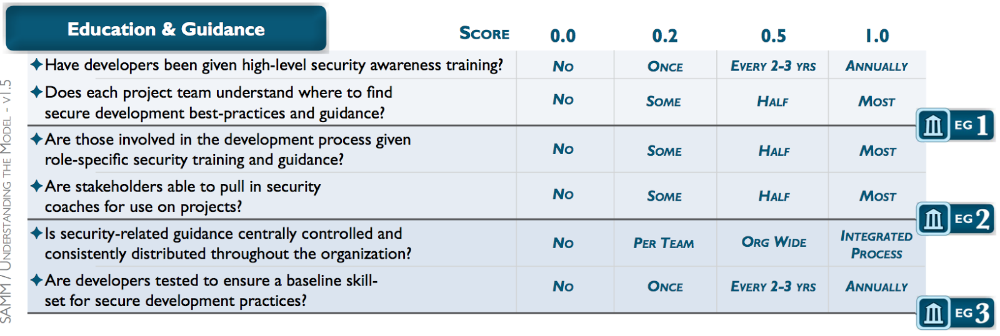 Education & Guidance
SCORE 0.0 0.2 0.5 1.0
Have developers been given high-level security awareness training? NO ONCE EVERY 2-3 YRS ANNUALLY
Does each project team understand where to find
secure development best-practices and guidance? NO SOME HALF MOST
EG 1
Are those involved in the development process given
role-specific security training and guidance? NO SOME HALF MOST
Are stakeholders able to pull in security
coaches for use on projects? NO SOME HALF MOST
EG 2
Is security-related guidance centrally controlled and
consistently distributed throughout the organization? NO PER TEAM ORG WIDE INTEGRATED
PROCESS
Are developers tested to ensure a baseline skill-
set for secure development practices? NO ONCE EVERY 2-3 YRS ANNUALLY
EG 3
SAMM / UNDERSTANDING THE MODEL - v1.5